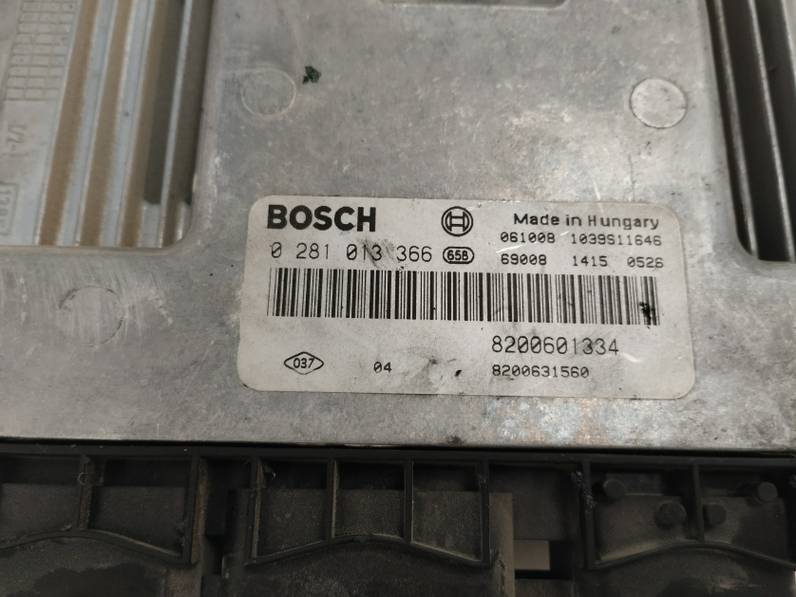 BOSCH
Made in Hungary
061008 1039S11646
0 281 013 366 658
69008 1415 0526
8200601334
037 04 8200631560